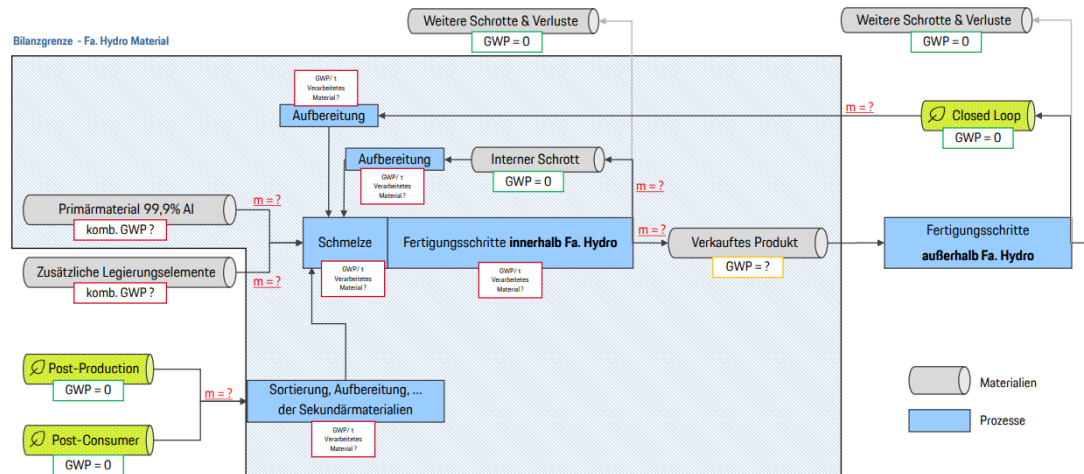 Weitere Schrotte & Verluste
GWP = 0
Weitere Schrotte & Verluste
GWP = 0
Bilanzgrenze - Fa. Hydro Material
GWP/ t
Verarbeitetes
Material ?
Aufbereitung
m = ?
Closed Loop
GWP = 0
Aufbereitung
GWP/ t
Verarbeitetes
Material ?
Interner Schrott
GWP = 0
m = ?
Primärmaterial 99,9% Al
komb. GWP ?
m = ?
Schmelze
GWP/ t
Verarbeitetes
Material ?
Fertigungsschritte innerhalb Fa. Hydro
GWP/ t
Verarbeitetes
Material ?
m = ?
Verkauftes Produkt
GWP = ?
Fertigungsschritte
außerhalb Fa. Hydro
Zusätzliche Legierungselemente
komb. GWP ?
m = ?
Post-Production
GWP = 0
m = ?
Post-Consumer
GWP = 0
Sortierung, Aufbereitung, ...
der Sekundärmaterialien
GWP/ t
Verarbeitetes
Material ?
Materialien
Prozesse